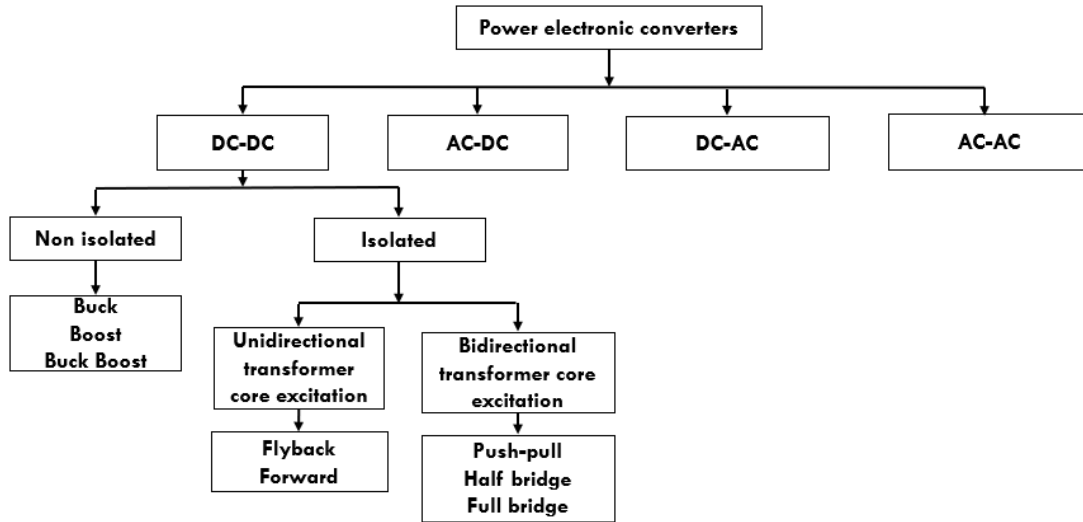 Power electronic converters
DC-DC
AC-DC
DC-AC
AC-AC
Non isolated
Isolated
Buck
Boost
Buck Boost
Unidirectional
transformer
core excitation
Bidirectional
transformer core
excitation
Flyback
Forward
Push-pull
Half bridge
Full bridge